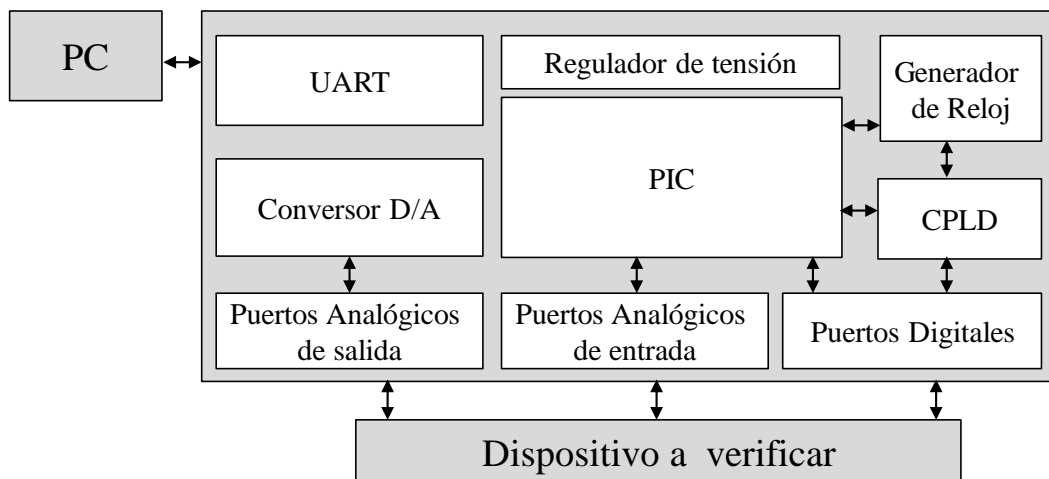 PC
UART
Regulador de tensión
Generador
de Reloj
PIC
Conversor D/A
CPLD
Puertos Analógicos
de salida
Puertos Analógicos
de entrada
Puertos Digitales
Dispositivo a verificar